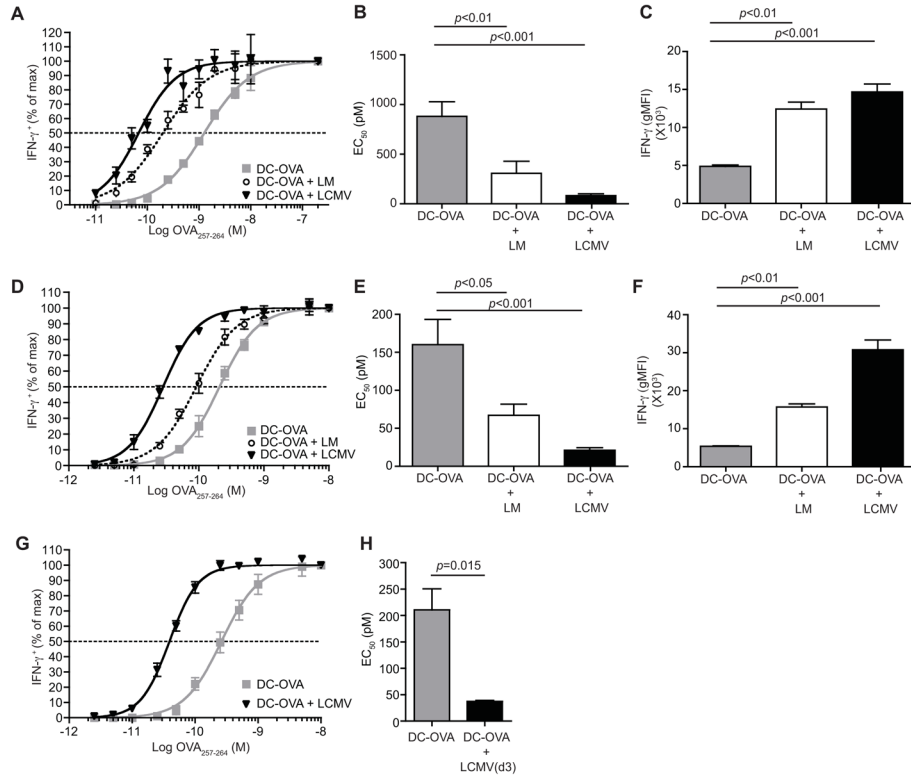 A
IFN-γ+ (% of max)
120
110
100
90
80
70
60
50
40
30
20
10
0
-11
-10
-9
-8
-7
Log OVA257-264 (M)
DC-OVA
DC-OVA + LM
DC-OVA + LCMV
B
p<0.01
p<0.001
EC50 (pM)
1500
1000
500
0
DC-OVA
DC-OVA
+
LM
DC-OVA
+
LCMV
C
p<0.01
p<0.001
IFN-γ (gMFI)
(X10³)
20
15
10
5
0
DC-OVA
DC-OVA
+
LM
DC-OVA
+
LCMV
D
IFN-γ+ (% of max)
110
100
90
80
70
60
50
40
30
20
10
0
-12
-11
-10
-9
-8
Log OVA257-264 (M)
DC-OVA
DC-OVA + LM
DC-OVA + LCMV
E
p<0.05
p<0.001
EC50 (pM)
200
150
100
50
0
DC-OVA
DC-OVA
+
LM
DC-OVA
+
LCMV
F
p<0.01
p<0.001
IFN-γ (gMFI)
(X10³)
40
30
20
10
0
DC-OVA
DC-OVA
+
LM
DC-OVA
+
LCMV
G
IFN-γ+ (% of max)
110
100
90
80
70
60
50
40
30
20
10
0
-12
-11
-10
-9
-8
Log OVA257-264 (M)
DC-OVA
DC-OVA + LCMV
H
p=0.015
EC50 (pM)
300
250
200
150
100
50
0
DC-OVA
DC-OVA
+
LCMV(d3)